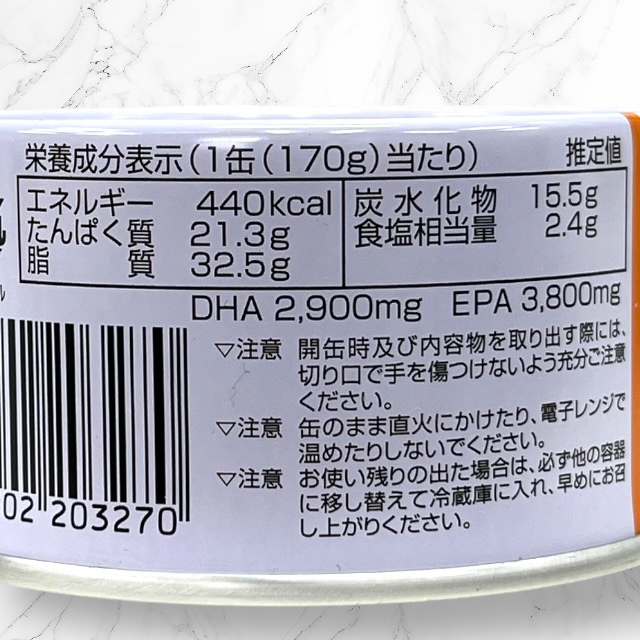 栄養成分表示(1缶(170g)当たり) 推定値
エネルギー 440kcal
たんぱく質 21.3g
脂質 32.5g
炭水化物 15.5g
食塩相当量 2.4g
DHA 2,900mg EPA 3,800mg
▽注意 開缶時及び内容物を取り出す際には、
切り口で手を傷つけないよう充分ご注意
ください。
▽注意 缶のまま直火にかけたり、電子レンジで
温めたりしないでください。
▽注意 お使い残りの出た場合は、必ず他の容器
に移し替えて冷蔵庫に入れ、早めにお召
し上がりください。
02 203270